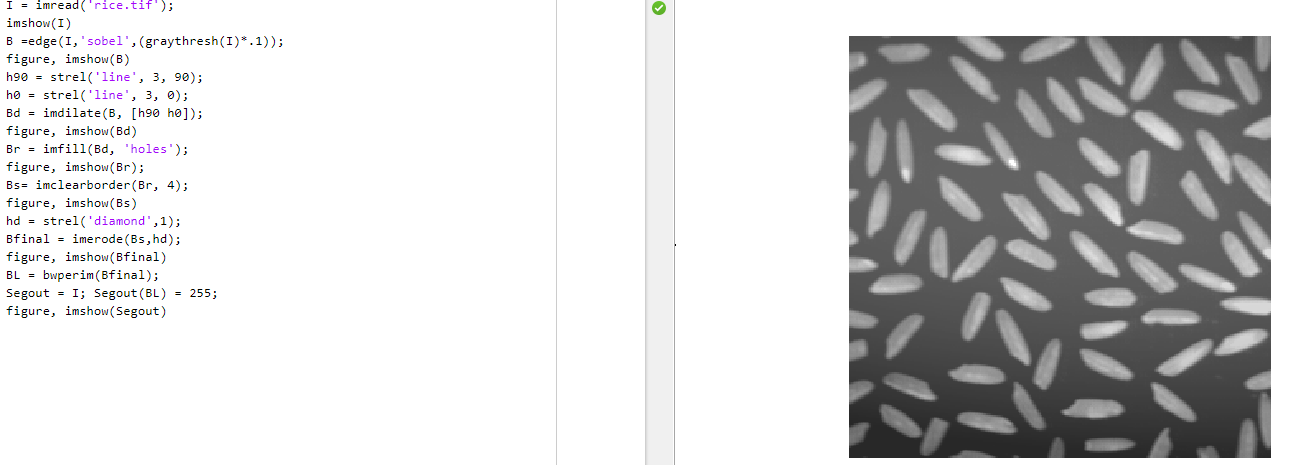 I = imread('rice.tif');
imshow(I)
B =edge(I,'sobel',(graythresh(I)*.1));
figure, imshow(B)
h90 = strel('line', 3, 90);
h0 = strel('line', 3, 0);
Bd = imdilate(B, [h90 h0]);
figure, imshow(Bd)
Br = imfill(Bd, 'holes');
figure, imshow(Br);
Bs= imclearborder(Br, 4);
figure, imshow(Bs)
hd = strel('diamond',1);
Bfinal = imerode(Bs,hd);
figure, imshow(Bfinal)
BL = bwperim(Bfinal);
Segout = I; Segout(BL) = 255;
figure, imshow(Segout)